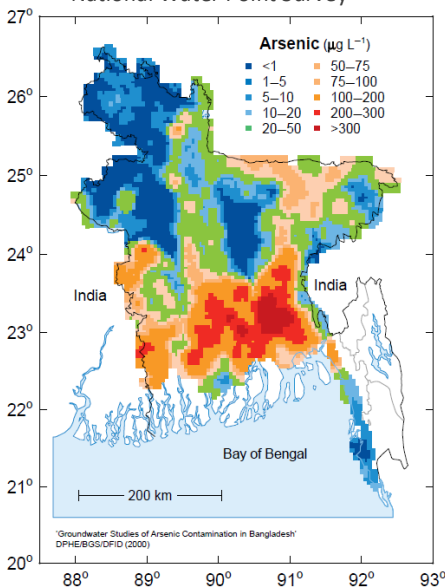 National Water Point Survey
27°
26°
25°
24°
23°
22°
21°
20°
Arsenic (µg L⁻¹)
<1
1–5
5–10
10–20
20–50
50–75
75–100
100–200
200–300
>300
India
India
Bay of Bengal
200 km
'Groundwater Studies of Arsenic Contamination in Bangladesh'
DPHE/BGS/DFID (2000)
88° 89° 90° 91° 92° 93°